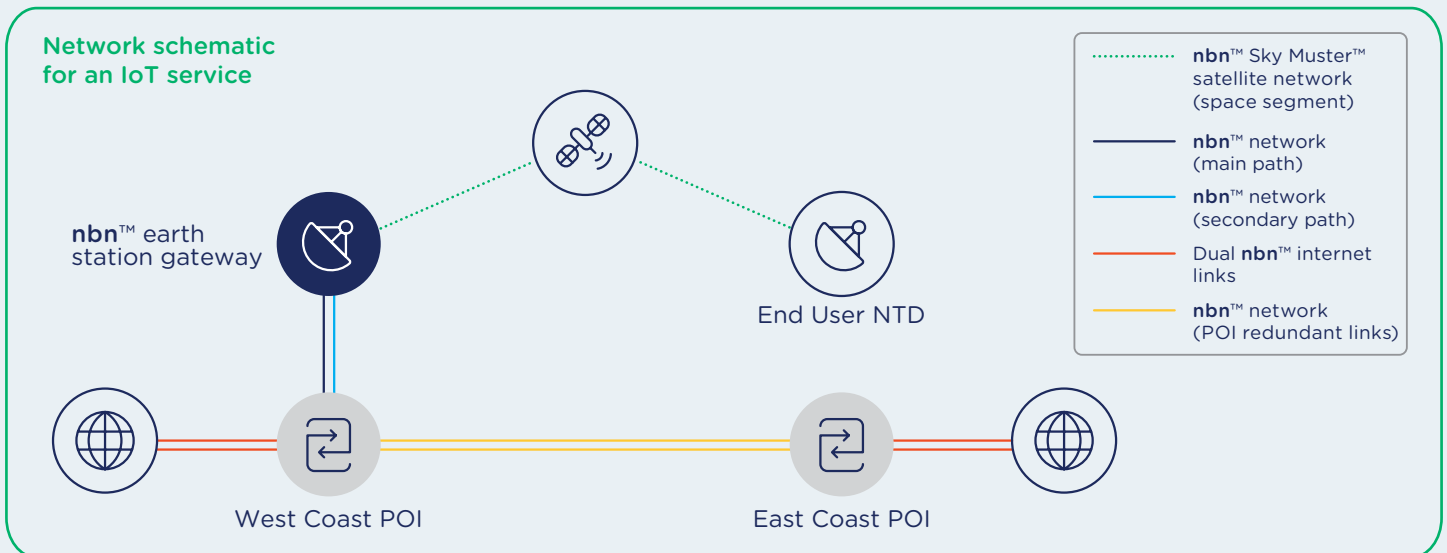 Network schematic
for an IoT service
nbn™ earth
station gateway
End User NTD
West Coast POI
East Coast POI
nbn™ Sky Muster™
satellite network
(space segment)
nbn™ network
(main path)
nbn™ network
(secondary path)
Dual nbn™ internet
links
nbn™ network
(POI redundant links)